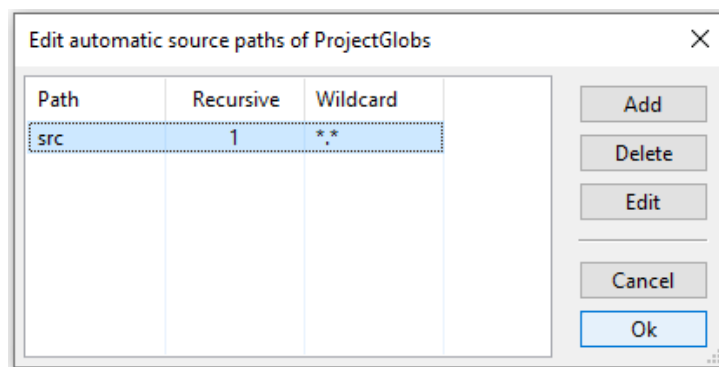 Edit automatic source paths of ProjectGlobs
Path Recursive Wildcard
src 1 *.*
Add
Delete
Edit
Cancel
Ok